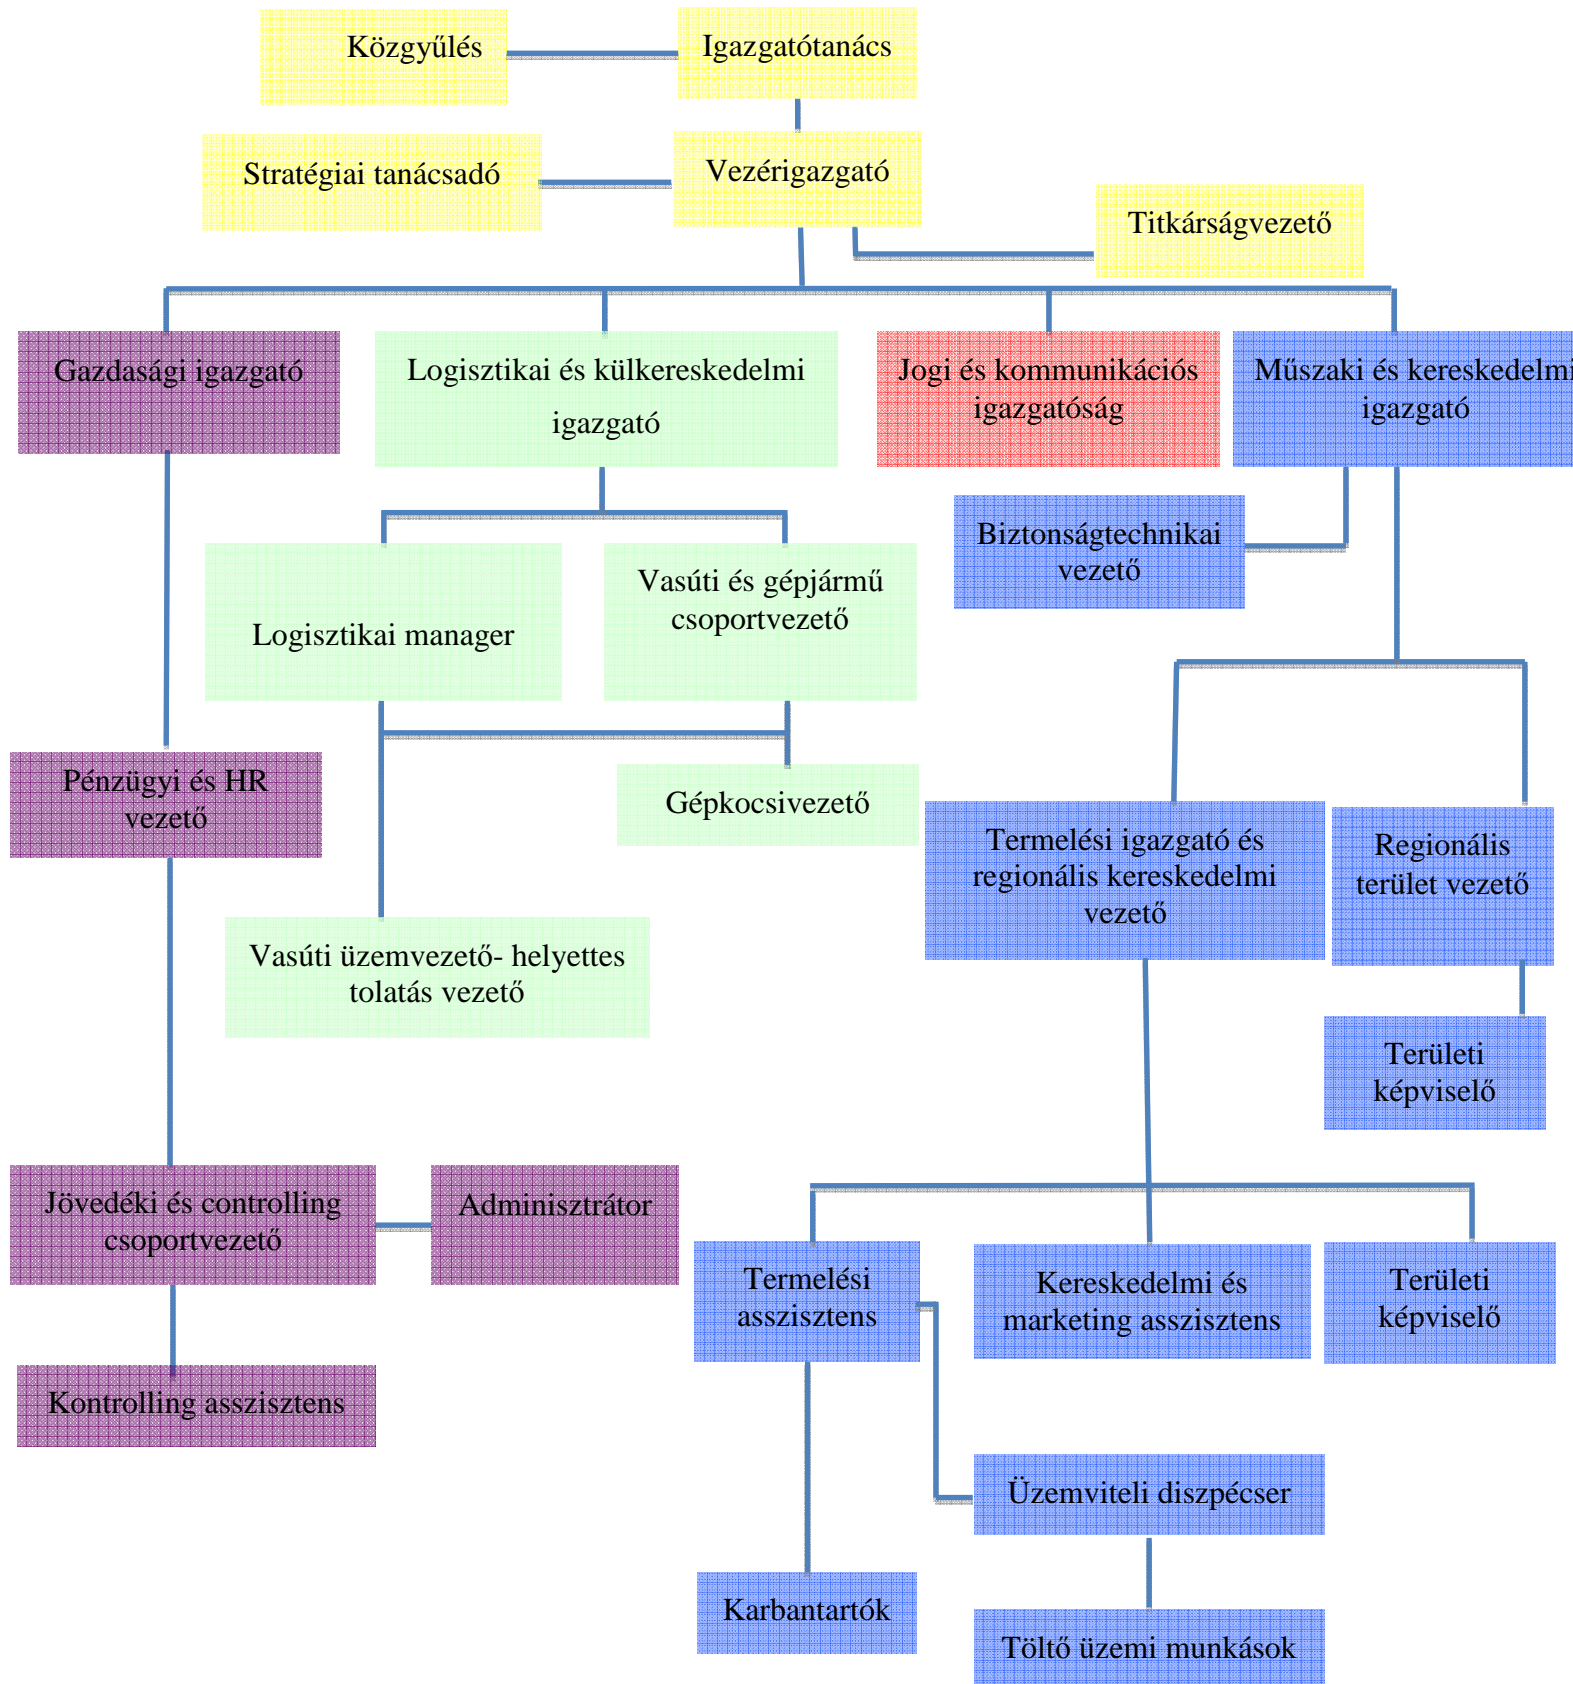 Közgyűlés
Igazgatótanács
Stratégiai tanácsadó
Vezérigazgató
Titkárságvezető
Gazdasági igazgató
Logisztikai és külkereskedelmi
igazgató
Jogi és kommunikációs
igazgatóság
Műszaki és kereskedelmi
igazgató
Biztonságtechnikai
vezető
Logisztikai manager
Vasúti és gépjármű
csoportvezető
Pénzügyi és HR
vezető
Gépkocsivezető
Termelési igazgató és
regionális kereskedelmi
vezető
Regionális
terület vezető
Vasúti üzemvezető- helyettes
tolatás vezető
Területi
képviselő
Jövedéki és controlling
csoportvezető
Adminisztrátor
Termelési
asszisztens
Kereskedelmi és
marketing asszisztens
Területi
képviselő
Kontrolling asszisztens
Üzemviteli diszpécser
Karbantartók
Töltő üzemi munkások